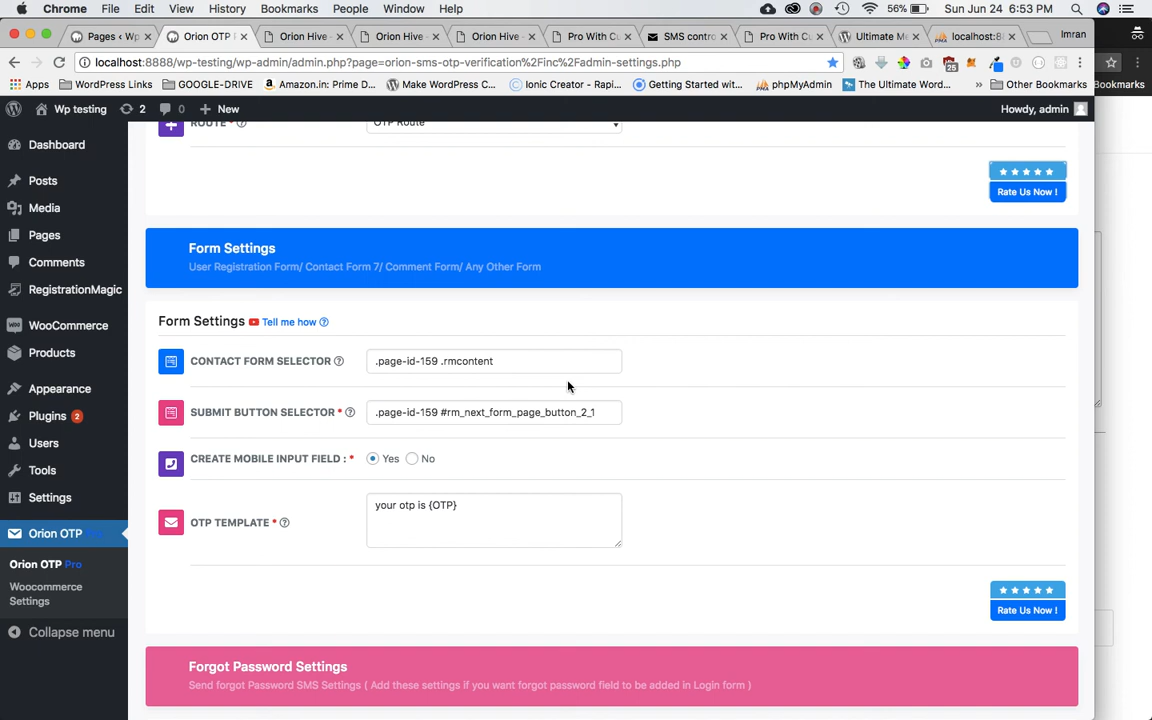 Chrome File Edit View History Bookmarks People Window Help 56% Sun Jun 24 6:53 PM
Pages ‹ Wp Orion OTP Orion Hive - Orion Hive - Orion Hive - Pro With Cu SMS contro Pro With Cu Ultimate Me localhost:88 Imran
localhost:8888/wp-testing/wp-admin/admin.php?page=orion-sms-otp-verification%2Finc%2Fadmin-settings.php 25
Apps WordPress Links GOOGLE-DRIVE Amazon.in: Prime D... Make WordPress C... Ionic Creator - Rapi... Getting Started wit... phpMyAdmin The Ultimate Word... » Other Bookmarks Bookmarks
Wp testing 2 0 New Howdy, admin
Dashboard
Posts
Media
Pages
Comments
RegistrationMagic
WooCommerce
Products
Appearance
Plugins 2
Users
Tools
Settings
Orion OTP Pro
Orion OTP Pro
Woocommerce
Settings
Collapse menu
ROUTE * OTP Route
Rate Us Now !
Form Settings
User Registration Form/ Contact Form 7/ Comment Form/ Any Other Form
Form Settings Tell me how
CONTACT FORM SELECTOR .page-id-159 .rmcontent
SUBMIT BUTTON SELECTOR * .page-id-159 #rm_next_form_page_button_2_1
CREATE MOBILE INPUT FIELD : * Yes No
OTP TEMPLATE * your otp is {OTP}
Rate Us Now !
Forgot Password Settings
Send forgot Password SMS Settings ( Add these settings if you want forgot password field to be added in Login form )